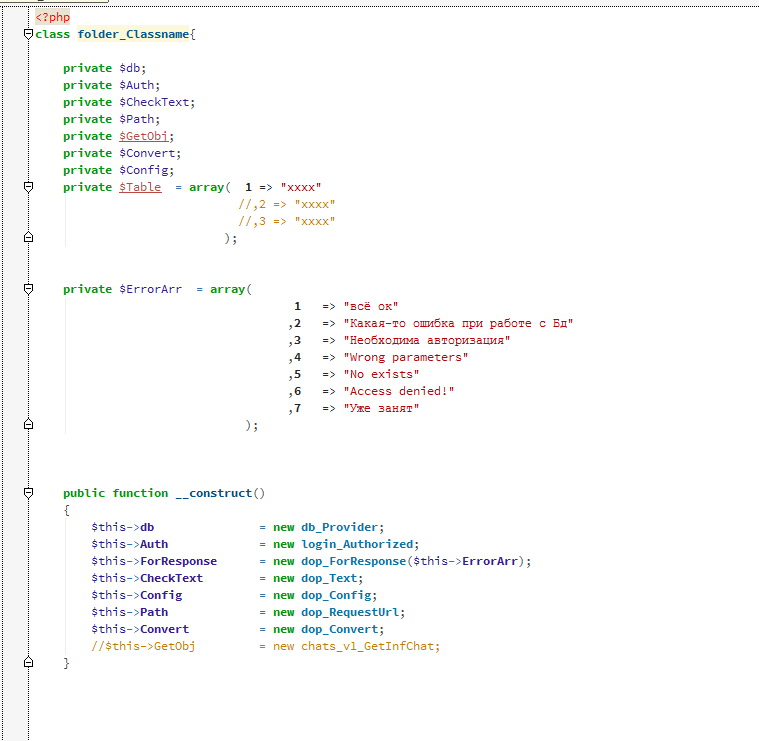 <?php
class folder_Classname{
private $db;
private $Auth;
private $CheckText;
private $Path;
private $GetObj;
private $Convert;
private $Config;
private $Table = array( 1 => "xxxx"
//,2 => "xxxx"
//,3 => "xxxx"
);
private $ErrorArr = array(
1 => "всё ок"
,2 => "Какая-то ошибка при работе с Бд"
,3 => "Необходима авторизация"
,4 => "Wrong parameters"
,5 => "No exists"
,6 => "Access denied!"
,7 => "Уже занят"
);
public function __construct()
{
$this->db = new db_Provider;
$this->Auth = new login_Authorized;
$this->ForResponse = new dop_ForResponse($this->ErrorArr);
$this->CheckText = new dop_Text;
$this->Config = new dop_Config;
$this->Path = new dop_RequestUrl;
$this->Convert = new dop_Convert;
//$this->GetObj = new chats_v1_GetInfChat;
}